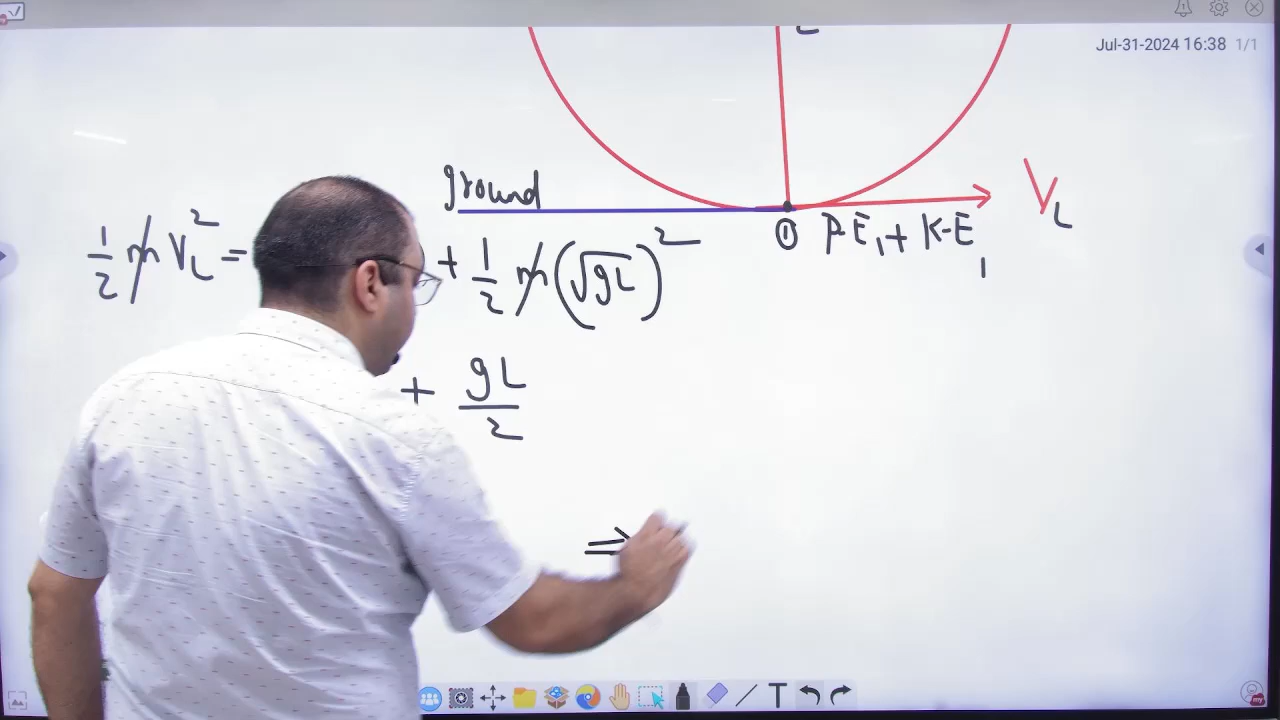 Jul-31-2024 16:38 1/1
L
ground
V_L
① P.E_1 + K-E_1
1/2 m V_L^2 = + 1/2 m (√gL)^2
+ gL/2
⇒
T